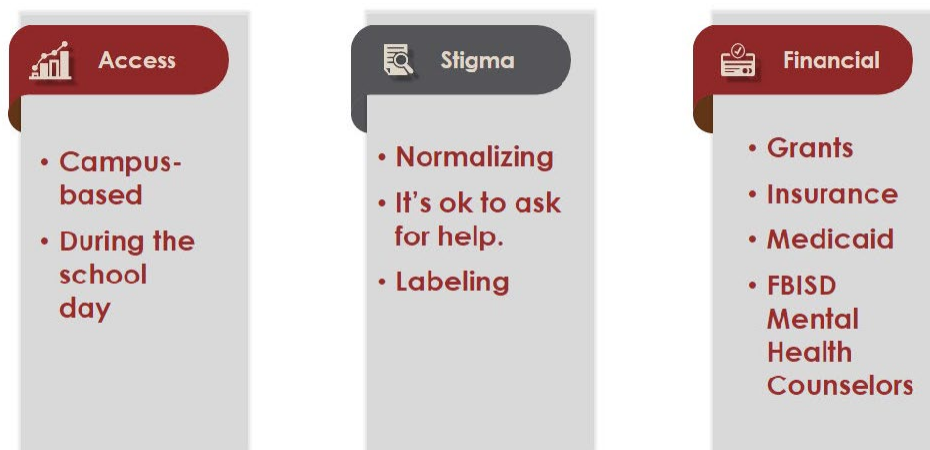 Access
• Campus-
based
• During the
school
day
Stigma
• Normalizing
• It's ok to ask
for help.
• Labeling
Financial
• Grants
• Insurance
• Medicaid
• FBISD
Mental
Health
Counselors